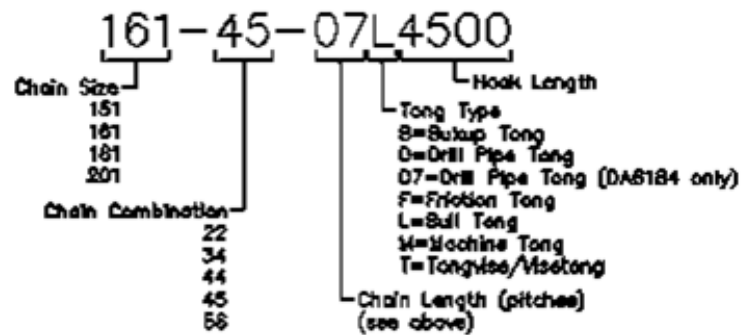 161-45-07L4500
Hook Length
Chain Size
151
161
181
201
Tong Type
B=Bukup Tong
D=Drill Pipe Tong
D7=Drill Pipe Tong (DA6184 only)
F=Friction Tong
L=Bull Tong
M=Machine Tong
T=Tongvise/Visetong
Chain Combination
22
34
44
45
56
Chain Length (pitches)
(see above)